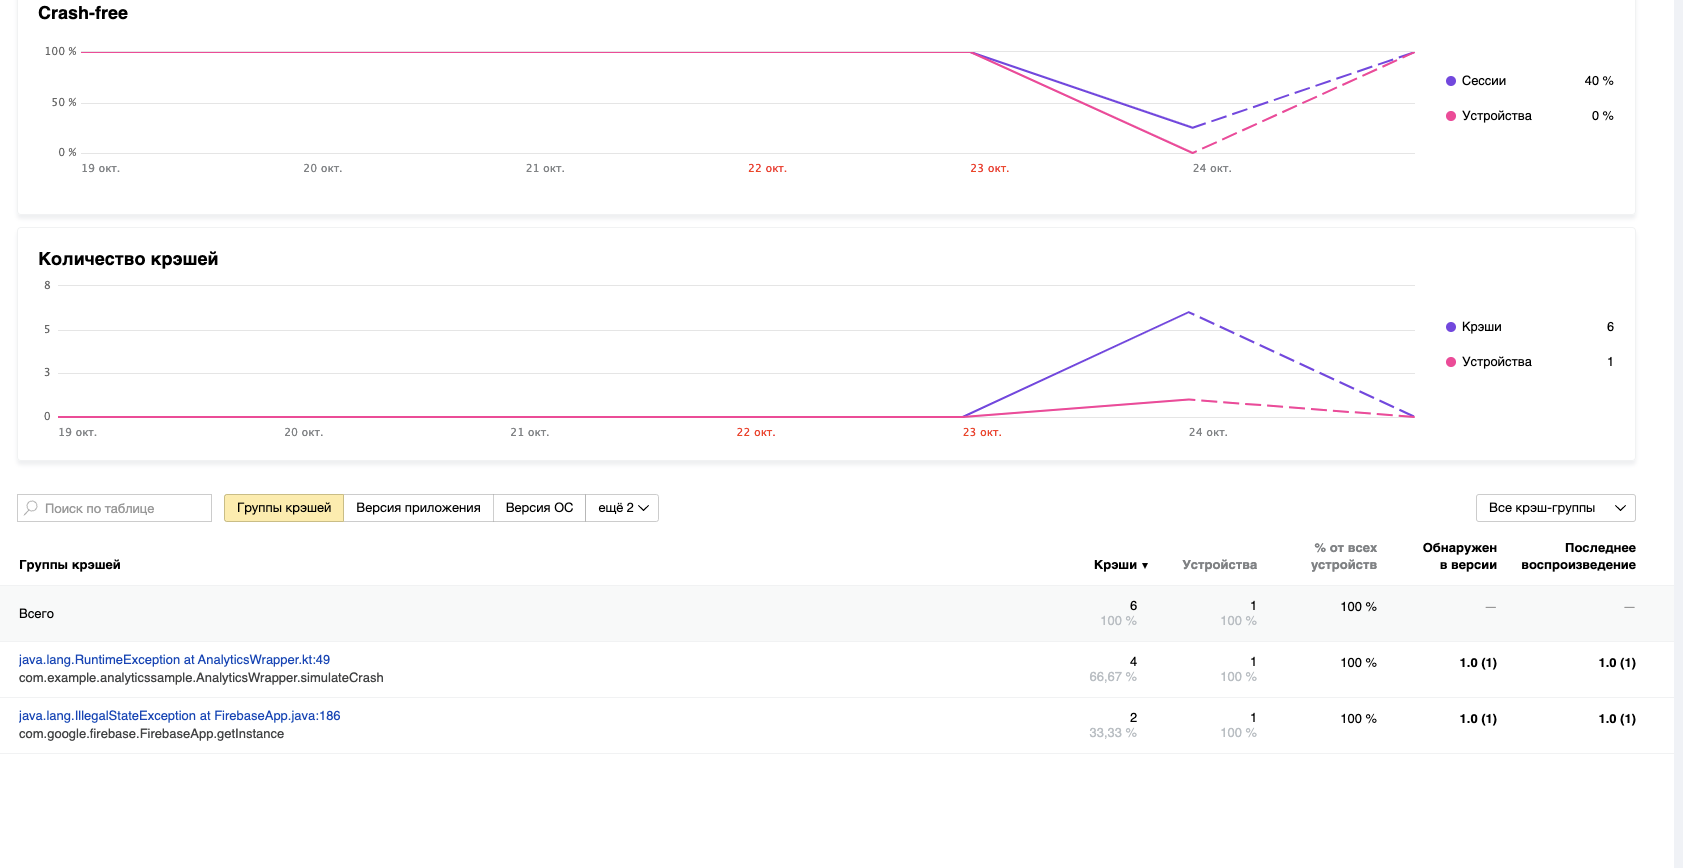 Crash-free
100 %
50 %
0 %
19 окт. 20 окт. 21 окт. 22 окт. 23 окт. 24 окт.
Сессии 40 %
Устройства 0 %
Количество крэшей
8
5
3
0
19 окт. 20 окт. 21 окт. 22 окт. 23 окт. 24 окт.
Крэши 6
Устройства 1
Поиск по таблице Группы крэшей Версия приложения Версия ОС ещё 2 Все крэш-группы
Группы крэшей Крэши ▼ Устройства % от всех устройств Обнаружен в версии Последнее воспроизведение
Всего 6 1 100 % — —
100 % 100 %
java.lang.RuntimeException at AnalyticsWrapper.kt:49 4 1 100 % 1.0 (1) 1.0 (1)
com.example.analyticssample.AnalyticsWrapper.simulateCrash 66,67 % 100 %
java.lang.IllegalStateException at FirebaseApp.java:186 2 1 100 % 1.0 (1) 1.0 (1)
com.google.firebase.FirebaseApp.getInstance 33,33 % 100 %